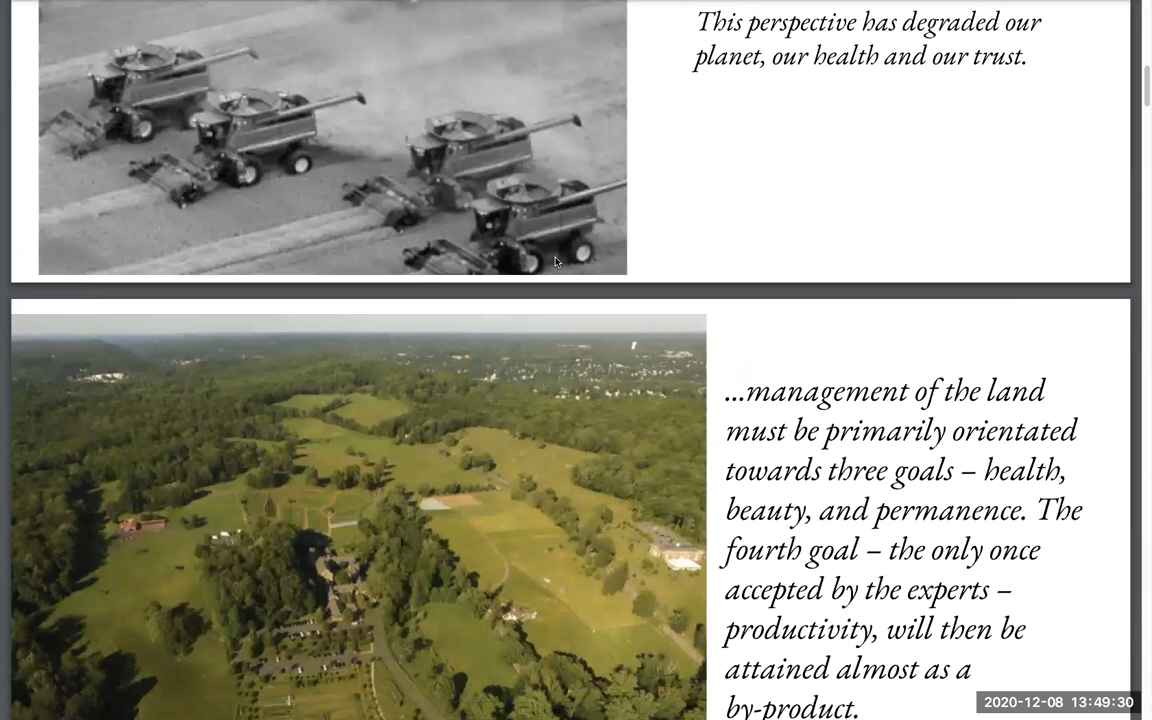 This perspective has degraded our
planet, our health and our trust.
...management of the land
must be primarily orientated
towards three goals – health,
beauty, and permanence. The
fourth goal – the only once
accepted by the experts –
productivity, will then be
attained almost as a
by-product.
2020-12-08 13:49:30